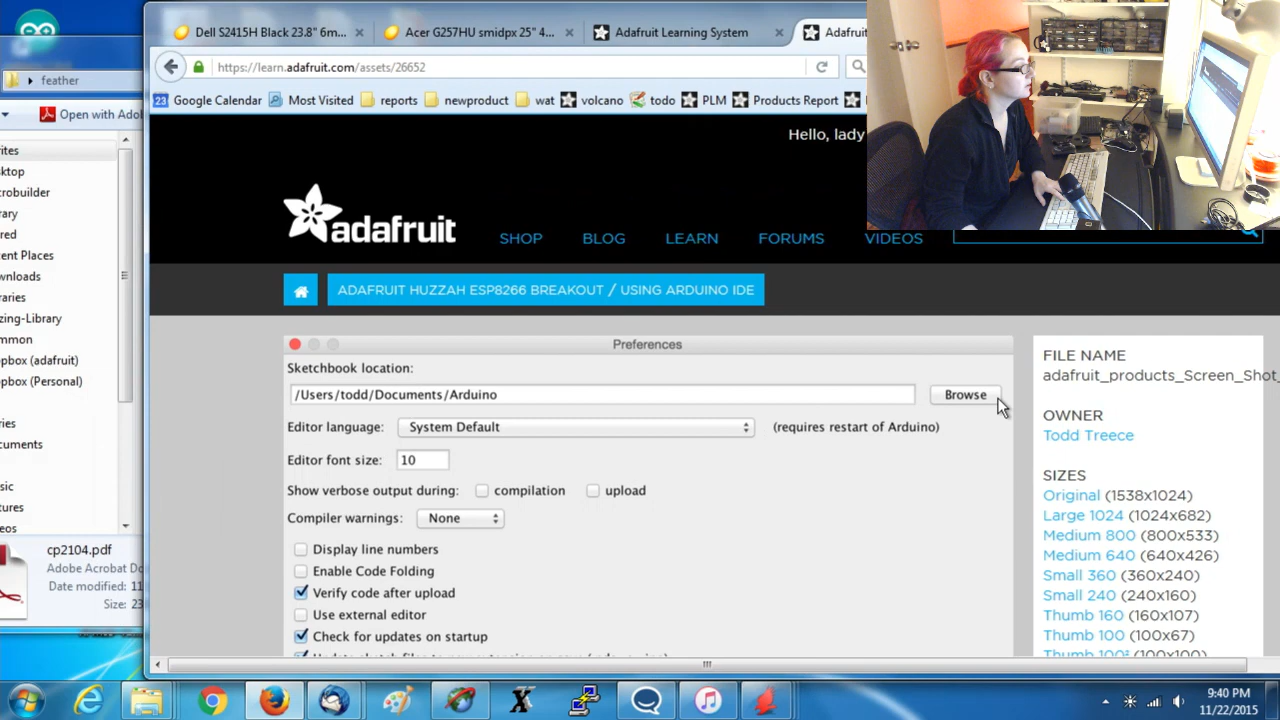 Dell S2415H Black 23.8" 6m...
Acer G257HU smidpx 25" 4...
Adafruit Learning System
Adafruit
feather
https://learn.adafruit.com/assets/26652
Open with Adob
23 Google Calendar
Most Visited
reports
newproduct
wat
volcano
todo
PLM
Products Report
Hello, lady
rites
sktop
crobuilder
rary
red
cent Places
wnloads
raries
zing-Library
mmon
opbox (adafruit)
opbox (Personal)
ries
cuments
sic
tures
eos
adafruit
SHOP
BLOG
LEARN
FORUMS
VIDEOS
ADAFRUIT HUZZAH ESP8266 BREAKOUT / USING ARDUINO IDE
Preferences
Sketchbook location:
/Users/todd/Documents/Arduino
Browse
Editor language: System Default (requires restart of Arduino)
Editor font size: 10
Show verbose output during: compilation upload
Compiler warnings: None
Display line numbers
Enable Code Folding
Verify code after upload
Use external editor
Check for updates on startup
FILE NAME
adafruit_products_Screen_Shot_
OWNER
Todd Treece
SIZES
Original (1538x1024)
Large 1024 (1024x682)
Medium 800 (800x533)
Medium 640 (640x426)
Small 360 (360x240)
Small 240 (240x160)
Thumb 160 (160x107)
Thumb 100 (100x67)
cp2104.pdf
Adobe Acrobat Do
Date modified: 11
Size: 23
9:40 PM
11/22/2015